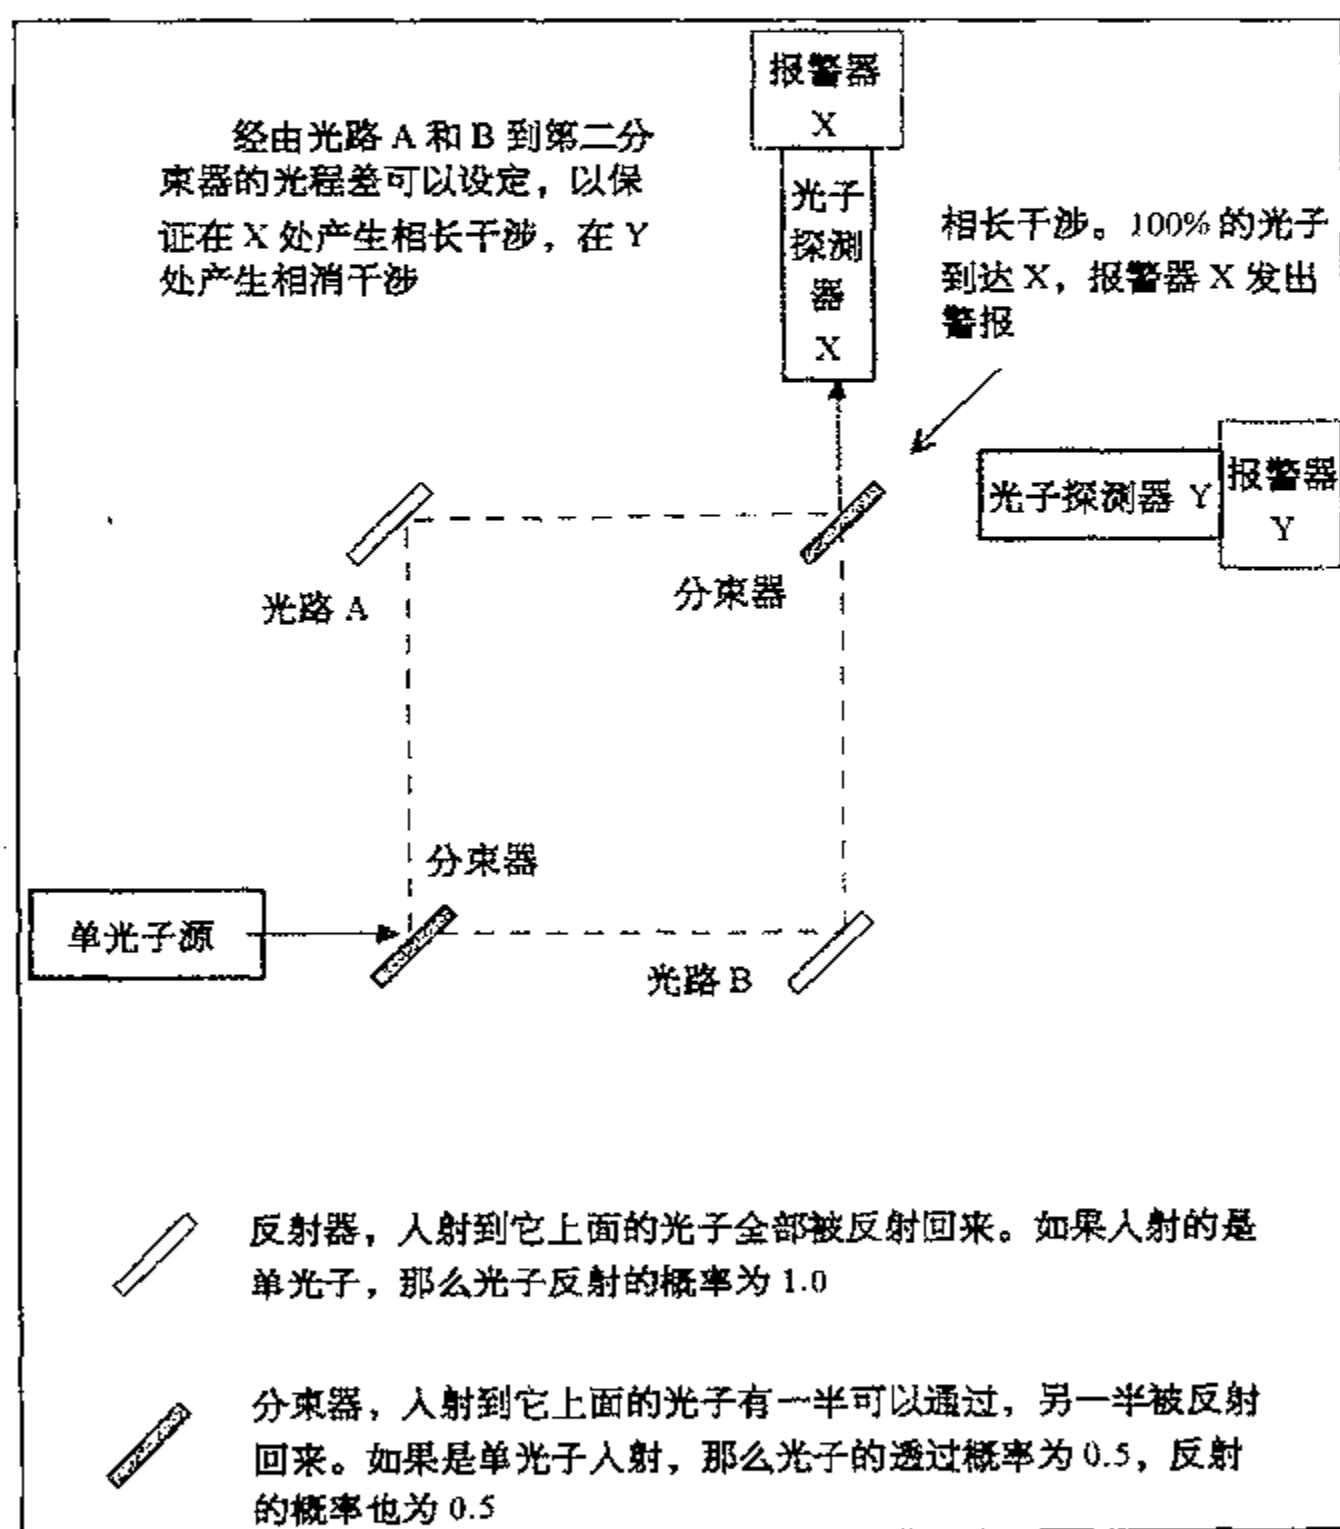 报警器
X
经由光路 A 和 B 到第二分
束器的光程差可以设定，以保
证在 X 处产生相长干涉，在 Y
处产生相消干涉
光子
探测
器
X
相长干涉。100% 的光子
到达 X，报警器 X 发出
警报
光子探测器 Y
报警器
Y
光路 A
分束器
分束器
单光子源
光路 B
反射器，入射到它上面的光子全部被反射回来。如果入射的是
单光子，那么光子反射的概率为 1.0
分束器，入射到它上面的光子有一半可以通过，另一半被反射
回来。如果是单光子入射，那么光子的透过概率为 0.5，反射
的概率也为 0.5